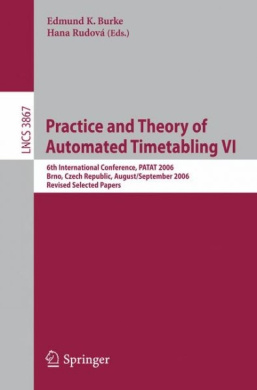 Edmund K. Burke
Hana Rudová (Eds.)
LNCS 3867
Practice and Theory of
Automated Timetabling VI
6th International Conference, PATAT 2006
Brno, Czech Republic, August/September 2006
Revised Selected Papers
Springer